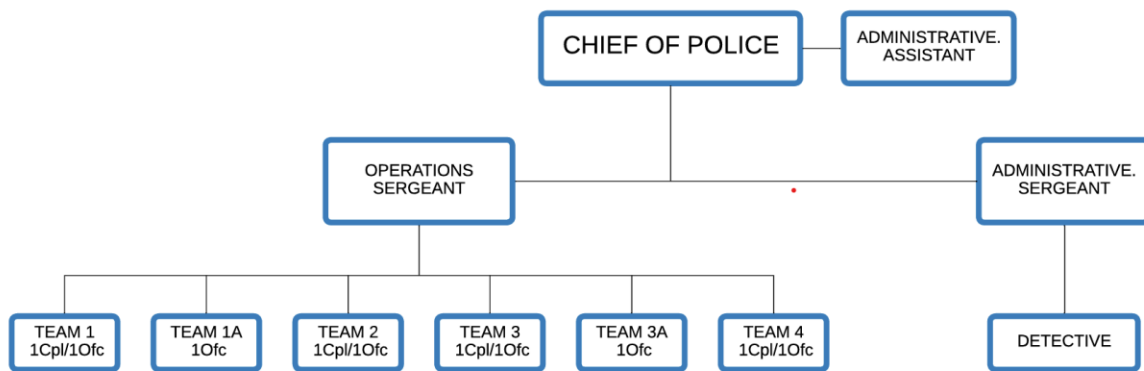 CHIEF OF POLICE
ADMINISTRATIVE.
ASSISTANT
OPERATIONS
SERGEANT
ADMINISTRATIVE.
SERGEANT
TEAM 1
1Cpl/1Ofc
TEAM 1A
1Ofc
TEAM 2
1Cpl/1Ofc
TEAM 3
1Cpl/1Ofc
TEAM 3A
1Ofc
TEAM 4
1Cpl/1Ofc
DETECTIVE